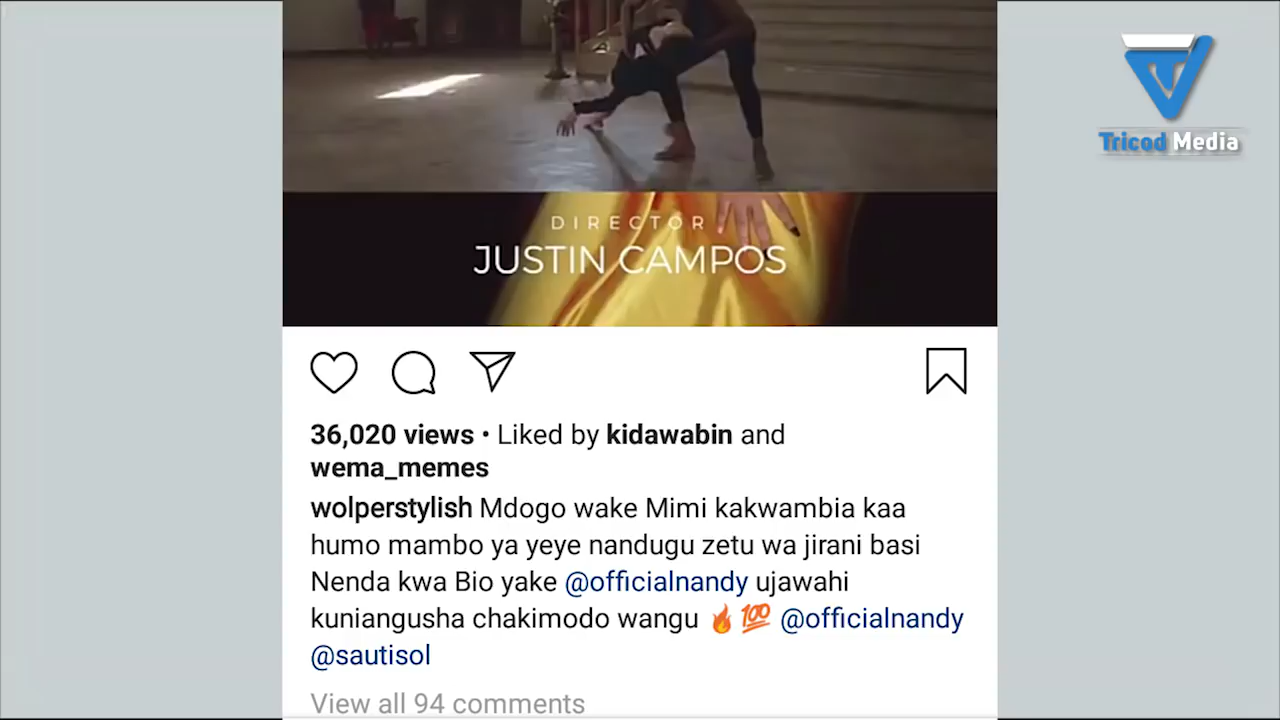 Tricod Media
DIRECTOR
JUSTIN CAMPOS
36,020 views • Liked by kidawabin and
wema_memes
wolperstylish Mdogo wake Mimi kakwambia kaa
humo mambo ya yeye nandugu zetu wa jirani basi
Nenda kwa Bio yake @officialnandy ujawahi
kuniangusha chakimodo wangu 🔥💯 @officialnandy
@sautisol
View all 94 comments